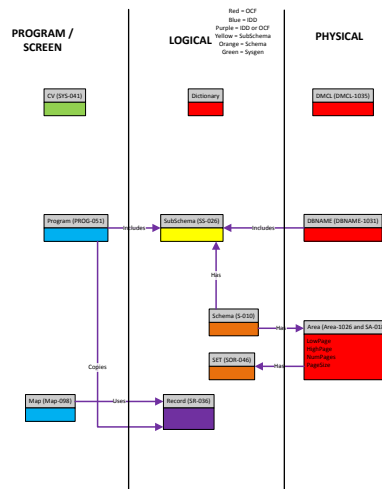 Red = OCF
Blue = IDD
Purple = IDD or OCF
Yellow = SubSchema
Orange = Schema
Green = Sysgen
PROGRAM /
SCREEN
LOGICAL
PHYSICAL
CV (SYS-041)
Dictionary
DMCL (DMCL-1035)
Program (PROG-051)
Includes
SubSchema (SS-026)
Includes
DBNAME (DBNAME-1031)
Has
Schema (S-010)
Has
Area (Area-1026 and SA-018
LowPage
HighPage
NumPages
PageSize
SET (SOR-046)
Has
Copies
Map (Map-098)
Uses
Record (SR-036)